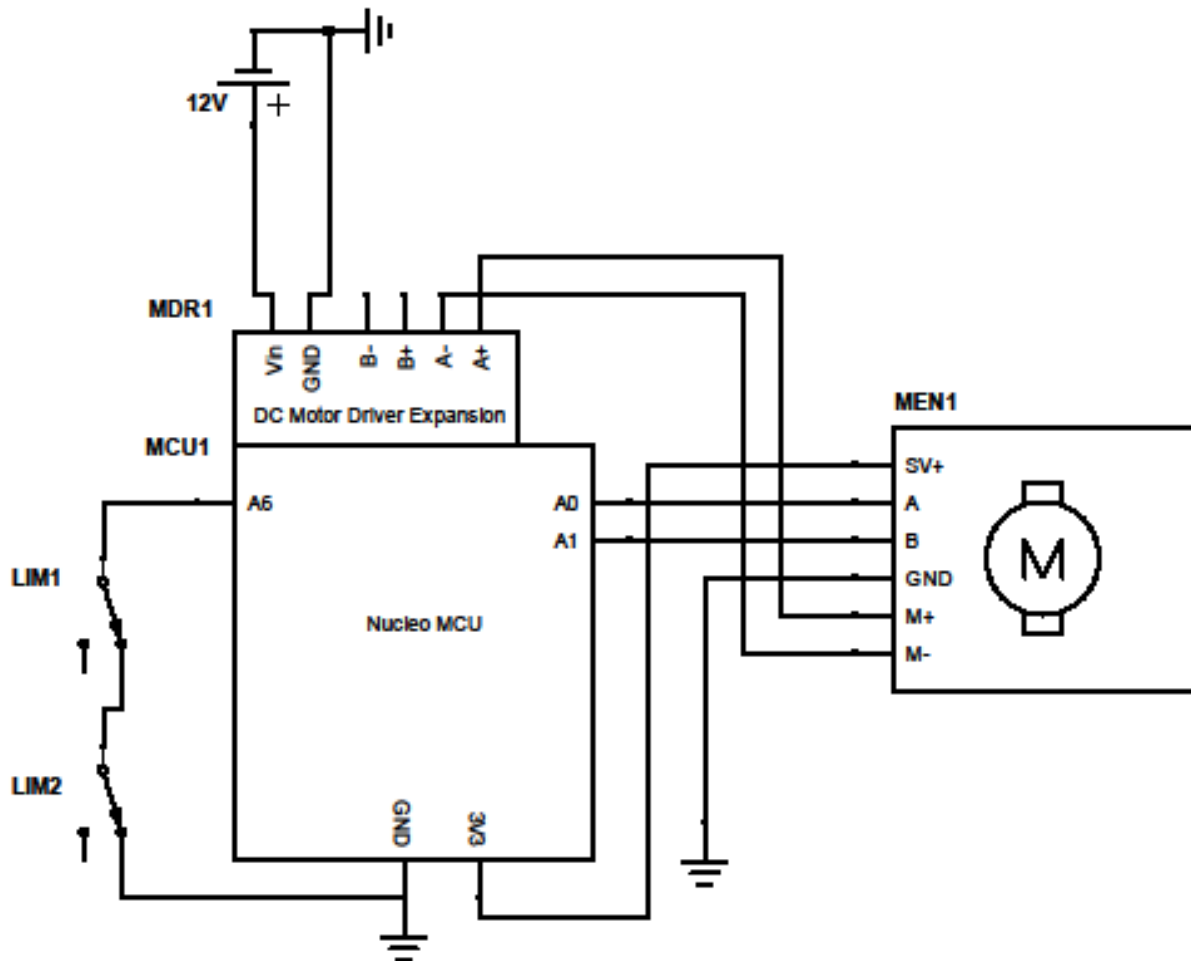 12V
+
MDR1
Vin
GND
B-
B+
A-
A+
DC Motor Driver Expansion
MCU1
A6
A0
A1
Nucleo MCU
GND
3V3
LIM1
LIM2
MEN1
SV+
A
B
GND
M+
M-
M